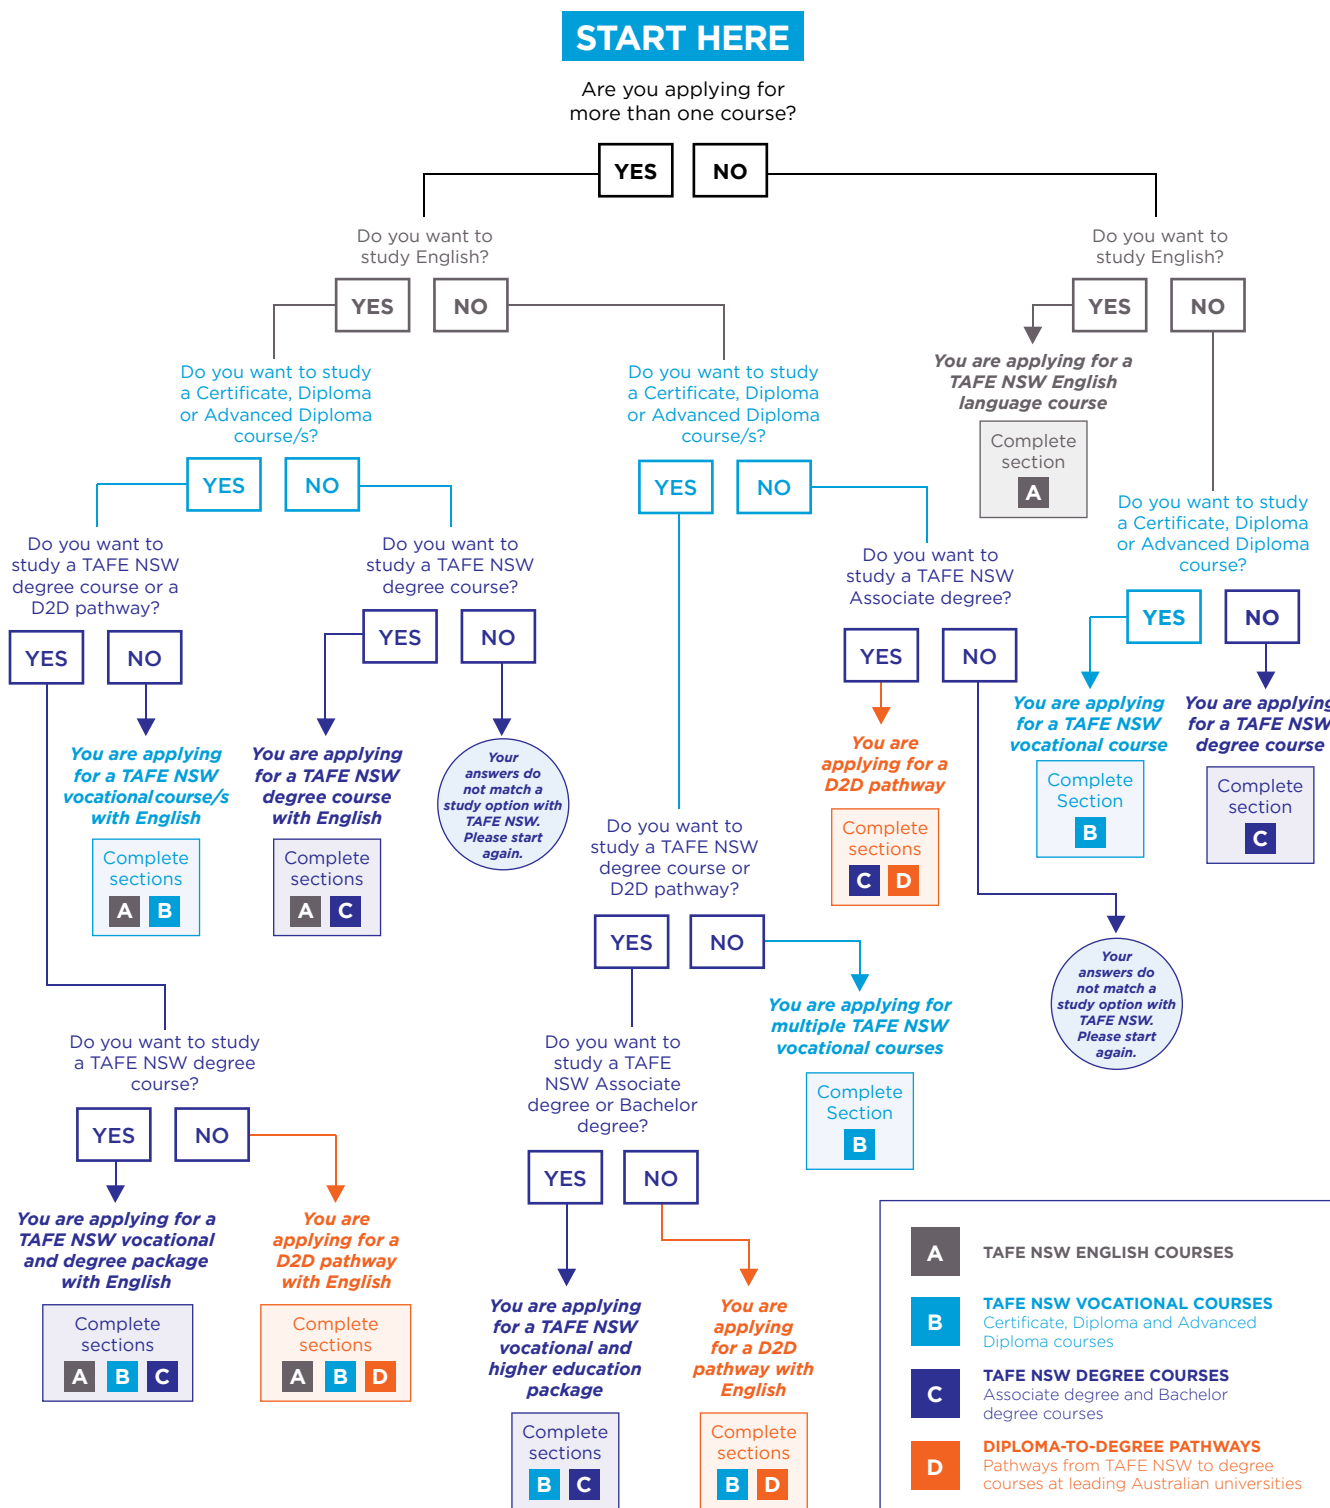 START HERE
Are you applying for
more than one course?
YES
NO
Do you want to
study English?
YES
NO
Do you want to
study English?
YES
NO
Do you want to study
a Certificate, Diploma
or Advanced Diploma
course/s?
YES
NO
Do you want to study
a Certificate, Diploma
or Advanced Diploma
course/s?
YES
NO
You are applying for a
TAFE NSW English
language course
Complete
section
A
Do you want to study
a Certificate, Diploma
or Advanced Diploma
course?
YES
NO
Do you want to
study a TAFE NSW
degree course or a
D2D pathway?
YES
NO
Do you want to
study a TAFE NSW
degree course?
YES
NO
Do you want to
study a TAFE NSW
Associate degree?
YES
NO
You are applying
for a TAFE NSW
vocational course
Complete
Section
B
You are applying
for a TAFE NSW
degree course
Complete
section
C
You are applying
for a TAFE NSW
vocational course/s
with English
Complete
sections
A B
You are applying
for a TAFE NSW
degree course
with English
Complete
sections
A C
Your
answers do
not match a
study option with
TAFE NSW.
Please start
again.
You are
applying for a
D2D pathway
Complete
sections
C D
Do you want to
study a TAFE NSW
degree course or
D2D pathway?
YES
NO
Your
answers do
not match a
study option with
TAFE NSW.
Please start
again.
You are applying for
multiple TAFE NSW
vocational courses
Complete
Section
B
Do you want to study
a TAFE NSW degree
course?
YES
NO
Do you want to
study a TAFE
NSW Associate
degree or Bachelor
degree?
YES
NO
You are applying for a
TAFE NSW vocational
and degree package
with English
Complete
sections
A B C
You are
applying for a
D2D pathway
with English
Complete
sections
A B D
You are applying
for a TAFE NSW
vocational and
higher education
package
Complete
sections
B C
You are
applying
for a D2D
pathway with
English
Complete
sections
B D
A
TAFE NSW ENGLISH COURSES
B
TAFE NSW VOCATIONAL COURSES
Certificate, Diploma and Advanced
Diploma courses
C
TAFE NSW DEGREE COURSES
Associate degree and Bachelor
degree courses
D
DIPLOMA-TO-DEGREE PATHWAYS
Pathways from TAFE NSW to degree
courses at leading Australian universities